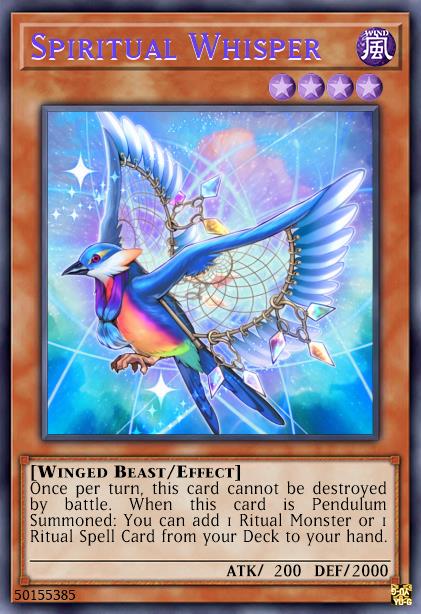 Spiritual Whisper
WIND
風
[Winged Beast/Effect]
Once per turn, this card cannot be destroyed
by battle. When this card is Pendulum
Summoned: You can add 1 Ritual Monster or 1
Ritual Spell Card from your Deck to your hand.
ATK/ 200 DEF/2000
50155385